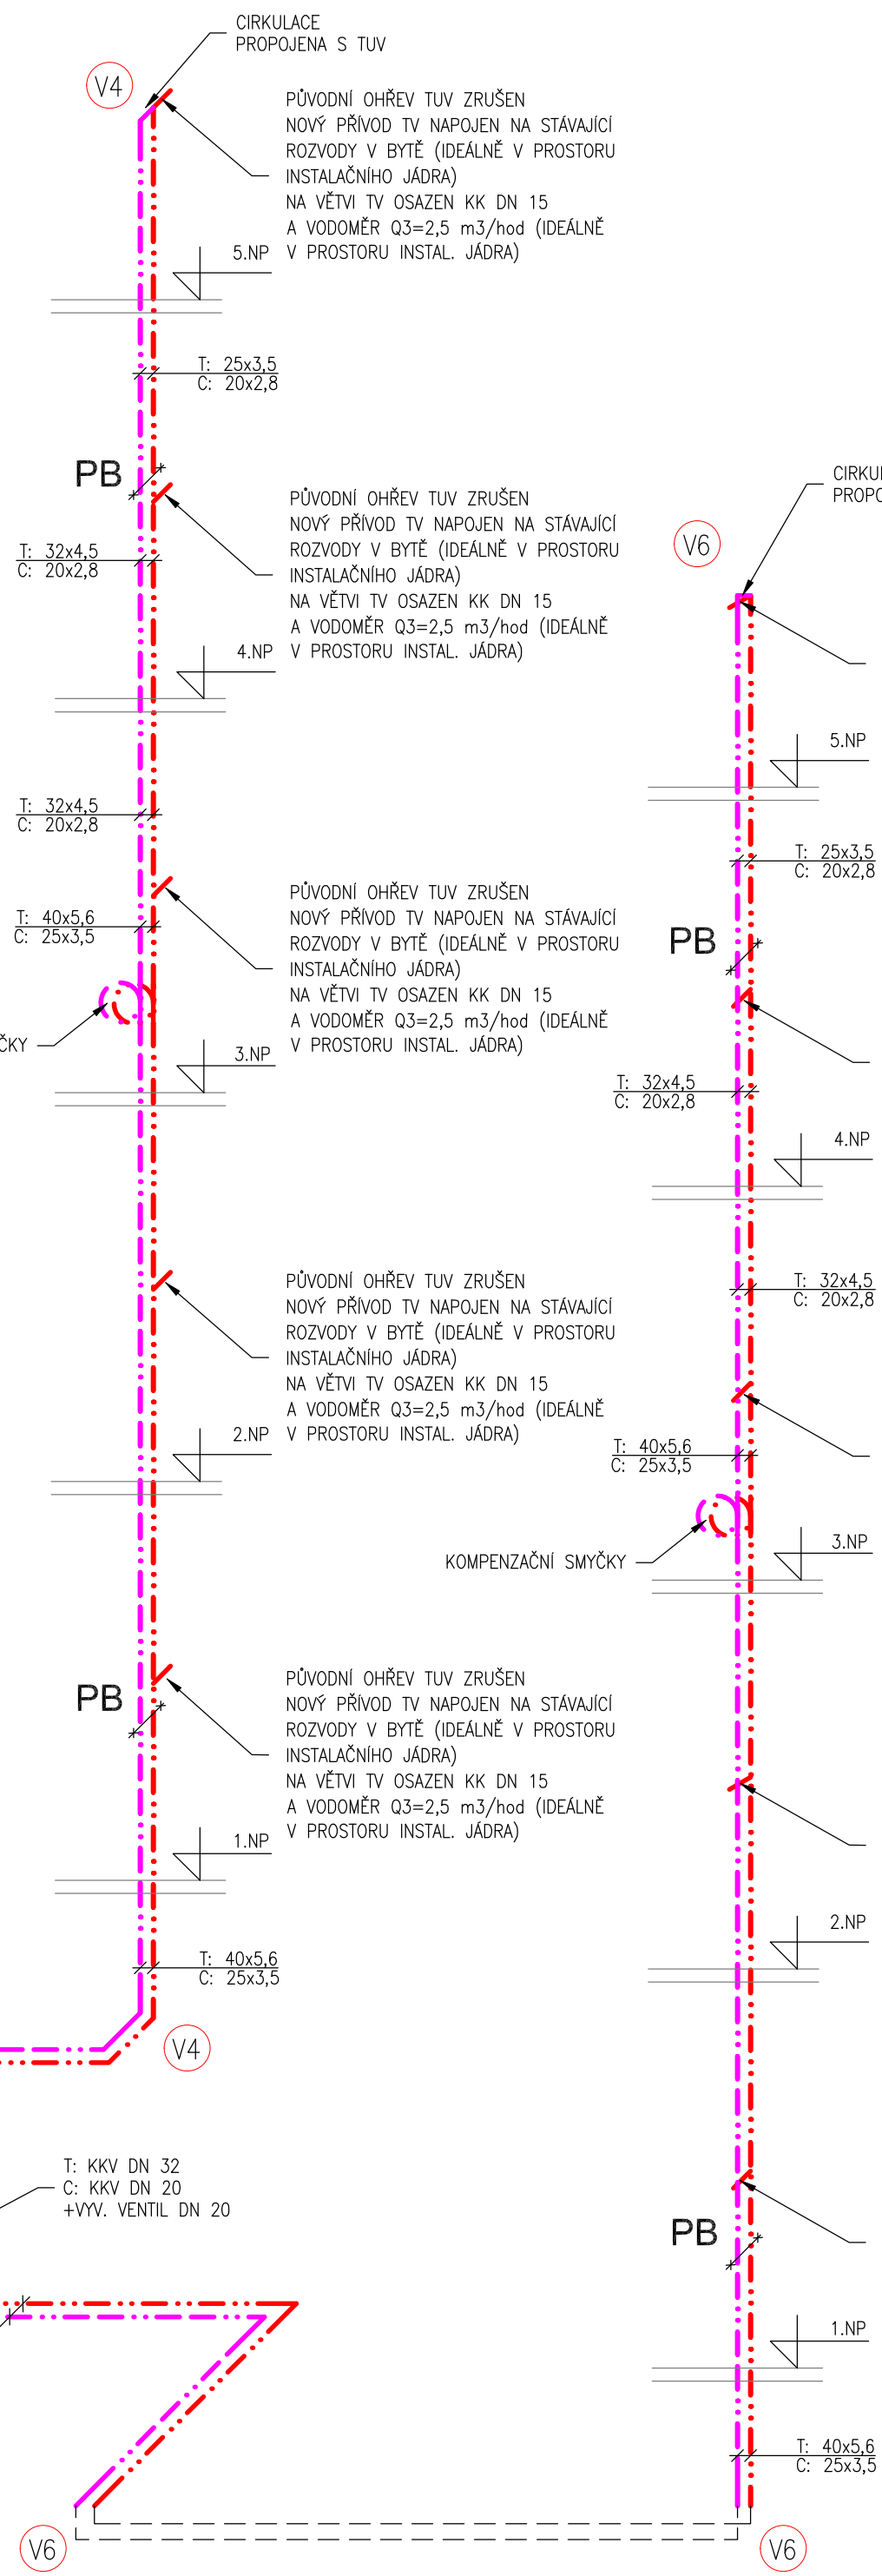 CIRKULACE
PROPOJENA S TUV
V4
PŮVODNÍ OHŘEV TUV ZRUŠEN
NOVÝ PŘÍVOD TV NAPOJEN NA STÁVAJÍCÍ
ROZVODY V BYTĚ (IDEÁLNĚ V PROSTORU
INSTALAČNÍHO JÁDRA)
NA VĚTVI TV OSAZEN KK DN 15
A VODOMĚR Q3=2,5 m3/hod (IDEÁLNĚ
V PROSTORU INSTAL. JÁDRA)
5.NP
T: 25x3,5
C: 20x2,8
PB
PŮVODNÍ OHŘEV TUV ZRUŠEN
NOVÝ PŘÍVOD TV NAPOJEN NA STÁVAJÍCÍ
ROZVODY V BYTĚ (IDEÁLNĚ V PROSTORU
INSTALAČNÍHO JÁDRA)
NA VĚTVI TV OSAZEN KK DN 15
A VODOMĚR Q3=2,5 m3/hod (IDEÁLNĚ
V PROSTORU INSTAL. JÁDRA)
T: 32x4,5
C: 20x2,8
4.NP
T: 32x4,5
C: 20x2,8
PŮVODNÍ OHŘEV TUV ZRUŠEN
NOVÝ PŘÍVOD TV NAPOJEN NA STÁVAJÍCÍ
ROZVODY V BYTĚ (IDEÁLNĚ V PROSTORU
INSTALAČNÍHO JÁDRA)
NA VĚTVI TV OSAZEN KK DN 15
A VODOMĚR Q3=2,5 m3/hod (IDEÁLNĚ
V PROSTORU INSTAL. JÁDRA)
T: 40x5,6
C: 25x3,5
ČKY
3.NP
PŮVODNÍ OHŘEV TUV ZRUŠEN
NOVÝ PŘÍVOD TV NAPOJEN NA STÁVAJÍCÍ
ROZVODY V BYTĚ (IDEÁLNĚ V PROSTORU
INSTALAČNÍHO JÁDRA)
NA VĚTVI TV OSAZEN KK DN 15
A VODOMĚR Q3=2,5 m3/hod (IDEÁLNĚ
V PROSTORU INSTAL. JÁDRA)
2.NP
PŮVODNÍ OHŘEV TUV ZRUŠEN
NOVÝ PŘÍVOD TV NAPOJEN NA STÁVAJÍCÍ
ROZVODY V BYTĚ (IDEÁLNĚ V PROSTORU
INSTALAČNÍHO JÁDRA)
NA VĚTVI TV OSAZEN KK DN 15
A VODOMĚR Q3=2,5 m3/hod (IDEÁLNĚ
V PROSTORU INSTAL. JÁDRA)
PB
1.NP
T: 40x5,6
C: 25x3,5
V4
T: KKV DN 32
C: KKV DN 20
+VYV. VENTIL DN 20
V6
CIRKU
PROPO
V6
5.NP
T: 25x3,5
C: 20x2,8
PB
T: 32x4,5
C: 20x2,8
4.NP
T: 32x4,5
C: 20x2,8
T: 40x5,6
C: 25x3,5
KOMPENZAČNÍ SMYČKY
3.NP
2.NP
PB
1.NP
T: 40x5,6
C: 25x3,5
V6